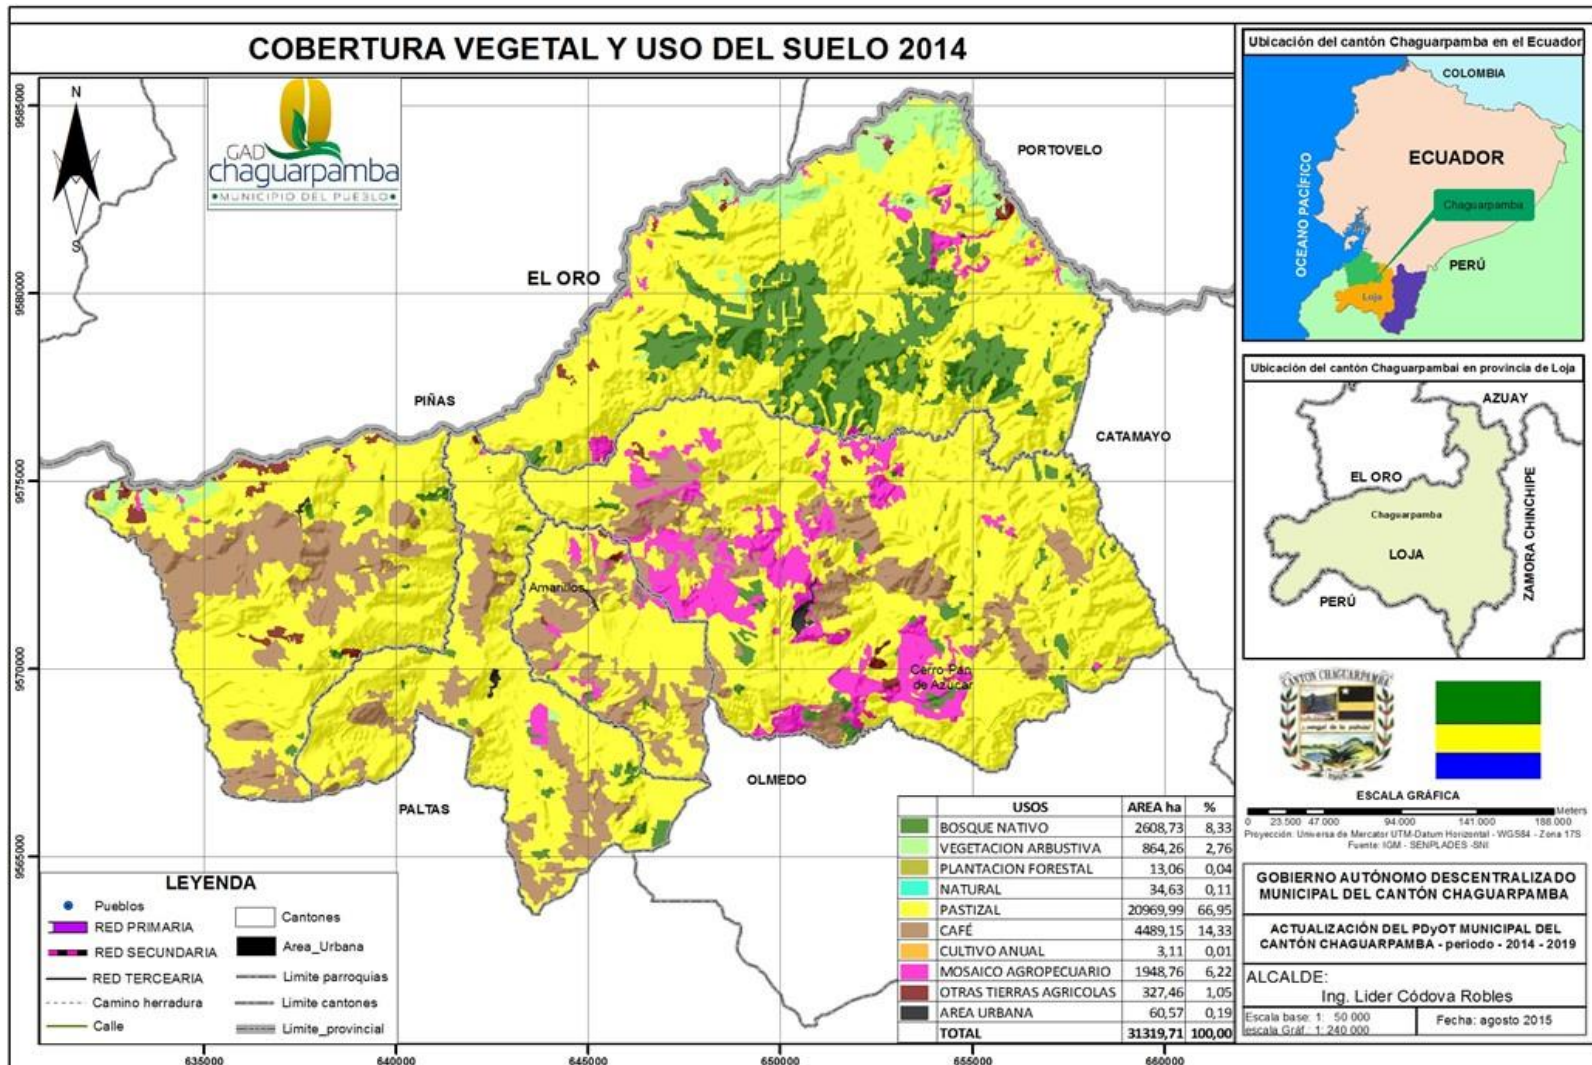 COBERTURA VEGETAL Y USO DEL SUELO 2014
N
S
GAD
chaguarpamba
MUNICIPIO DEL PUEBLO
9585000
9580000
9575000
9570000
9565000
635000
640000
645000
650000
655000
660000
PORTOVELO
EL ORO
PIÑAS
CATAMAYO
Amarillos
Cerro Pan
de Azúcar
OLMEDO
PALTAS
LEYENDA
Pueblos
RED PRIMARIA
RED SECUNDARIA
RED TERCEARIA
Camino herradura
Calle
Cantones
Area_Urbana
Limite parroquias
Limite cantones
Limite_provincial
USOS AREA ha %
BOSQUE NATIVO 2608,73 8,33
VEGETACION ARBUSTIVA 864,26 2,76
PLANTACION FORESTAL 13,06 0,04
NATURAL 34,63 0,11
PASTIZAL 20969,99 66,95
CAFÉ 4489,15 14,33
CULTIVO ANUAL 3,11 0,01
MOSAICO AGROPECUARIO 1948,76 6,22
OTRAS TIERRAS AGRICOLAS 327,46 1,05
AREA URBANA 60,57 0,19
TOTAL 31319,71 100,00
Ubicación del cantón Chaguarpamba en el Ecuador
COLOMBIA
ECUADOR
OCEANO PACÍFICO
Chaguarpamba
PERÚ
Loja
Ubicación del cantón Chaguarpambai en provincia de Loja
AZUAY
EL ORO
Chaguarpamba
LOJA
ZAMORA CHINCHIPE
PERÚ
CANTON CHAGUARPAMBA
ESCALA GRÁFICA
Meters
0 23.500 47.000 94.000 141.000 188.000
Proyección: Universa de Mercator UTM-Datum Horizontal - WGS84 - Zona 17S
Fuente: IGM - SENPLADES -SNI
GOBIERNO AUTÓNOMO DESCENTRALIZADO
MUNICIPAL DEL CANTÓN CHAGUARPAMBA
ACTUALIZACIÓN DEL PDyOT MUNICIPAL DEL
CANTÓN CHAGUARPAMBA - periodo - 2014 - 2019
ALCALDE:
Ing. Lider Códova Robles
Escala base: 1: 50 000
escala Gráf.: 1: 240 000
Fecha: agosto 2015